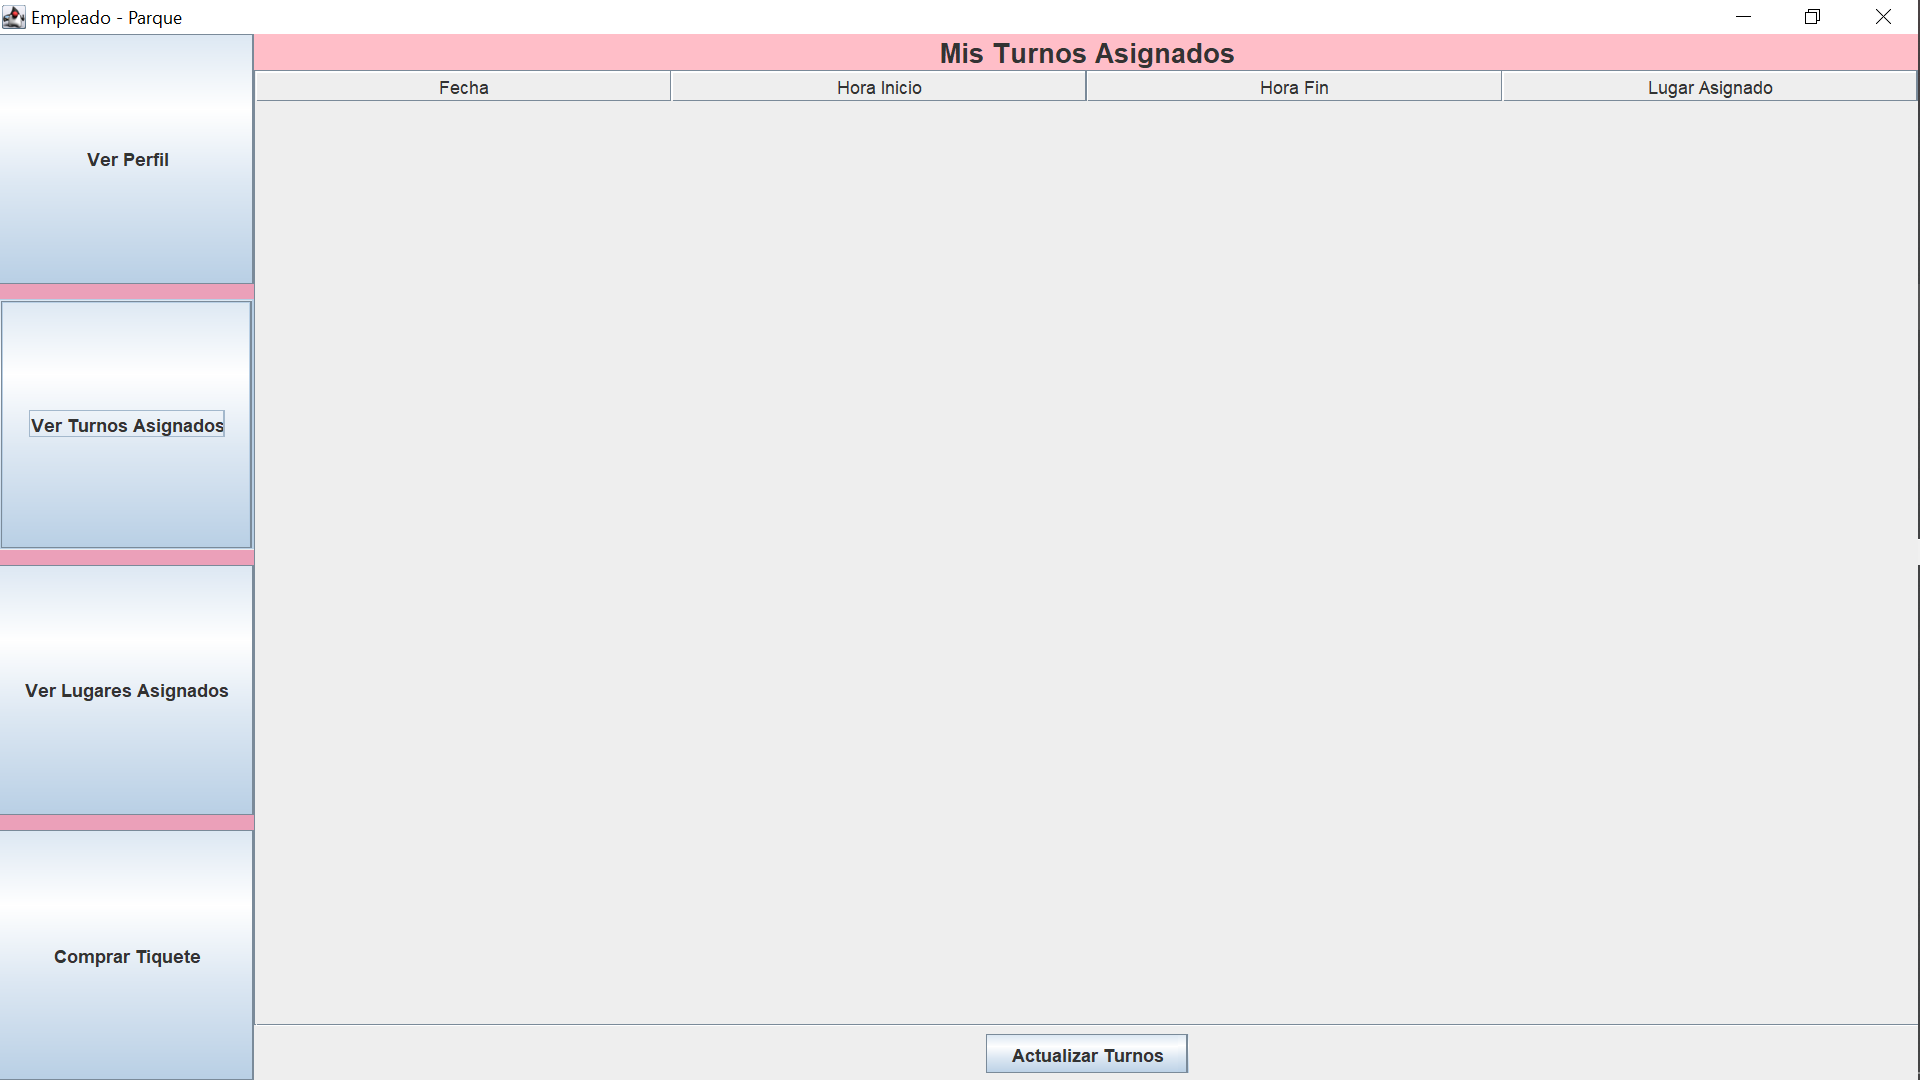 Empleado - Parque
Mis Turnos Asignados
Fecha Hora Inicio Hora Fin Lugar Asignado
Ver Perfil
Ver Turnos Asignados
Ver Lugares Asignados
Comprar Tiquete
Actualizar Turnos